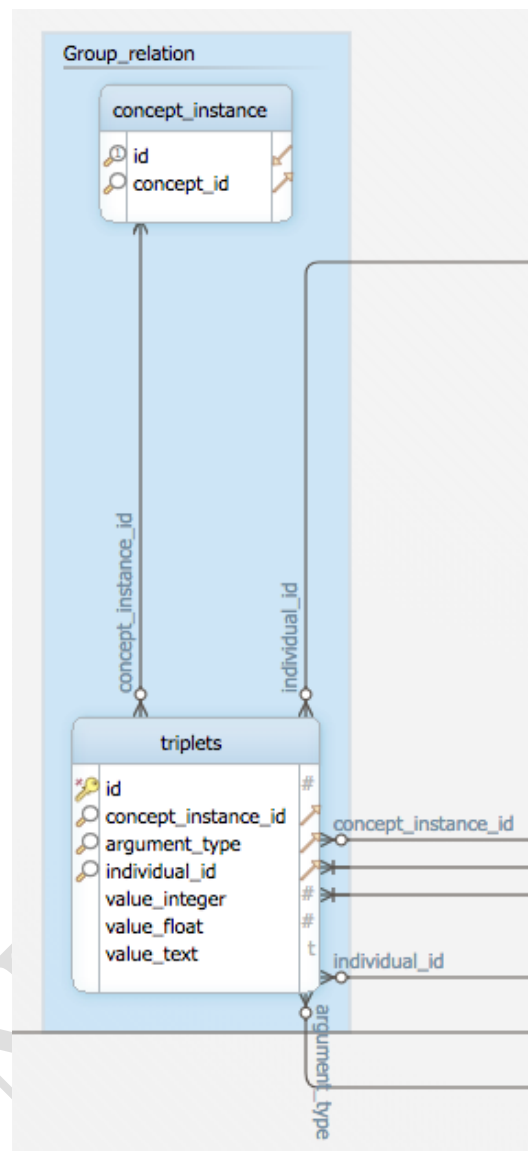 Group_relation
concept_instance
id
concept_id
concept_instance_id
individual_id
triplets
id #
concept_instance_id
argument_type
individual_id
value_integer #
value_float #
value_text t
concept_instance_id
individual_id
argument_type